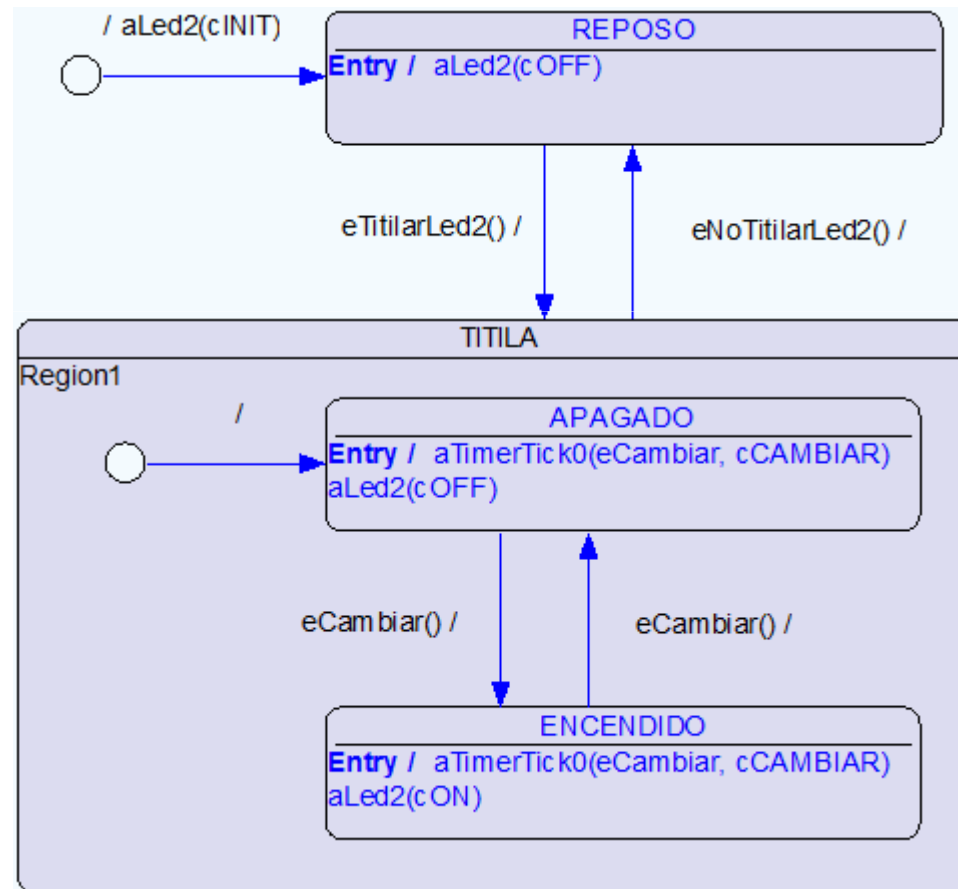 / aLed2(cINIT)
REPOSO
Entry / aLed2(cOFF)
eTitilarLed2() /
eNoTitilarLed2() /
TITILA
Region1
/
APAGADO
Entry / aTimerTick0(eCambiar, cCAMBIAR)
aLed2(cOFF)
eCambiar() /
eCambiar() /
ENCENDIDO
Entry / aTimerTick0(eCambiar, cCAMBIAR)
aLed2(cON)